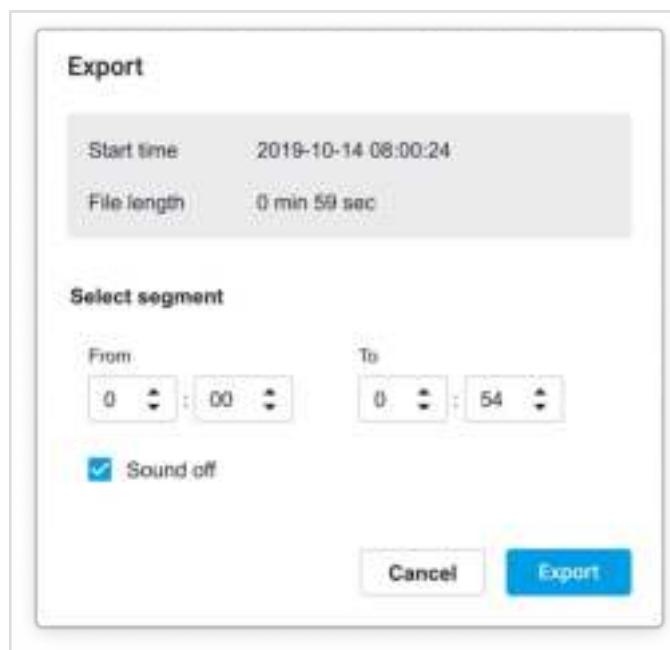 Export
Start time 2019-10-14 08:00:24
File length 0 min 59 sec
Select segment
From To
0 : 00 0 : 54
Sound off
Cancel Export